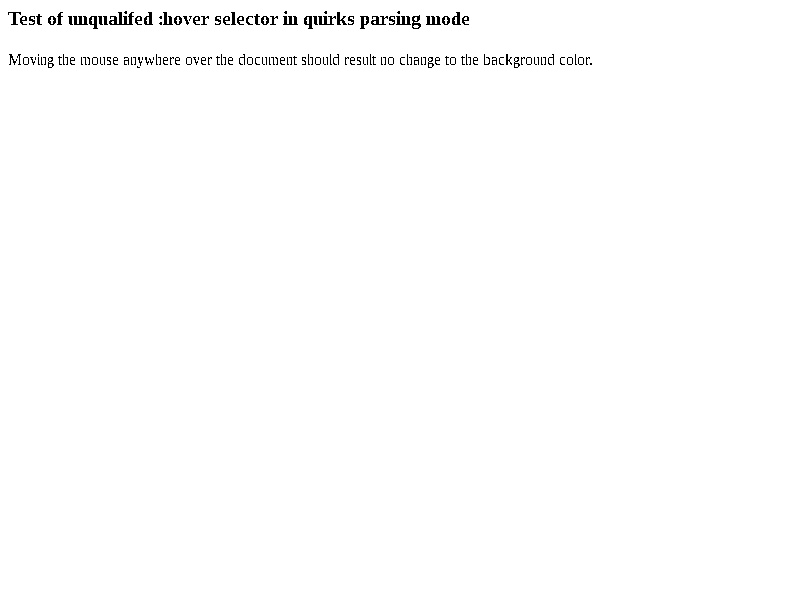 Test of unqualifed :hover selector in quirks parsing mode
Moving the mouse anywhere over the document should result no change to the background color.